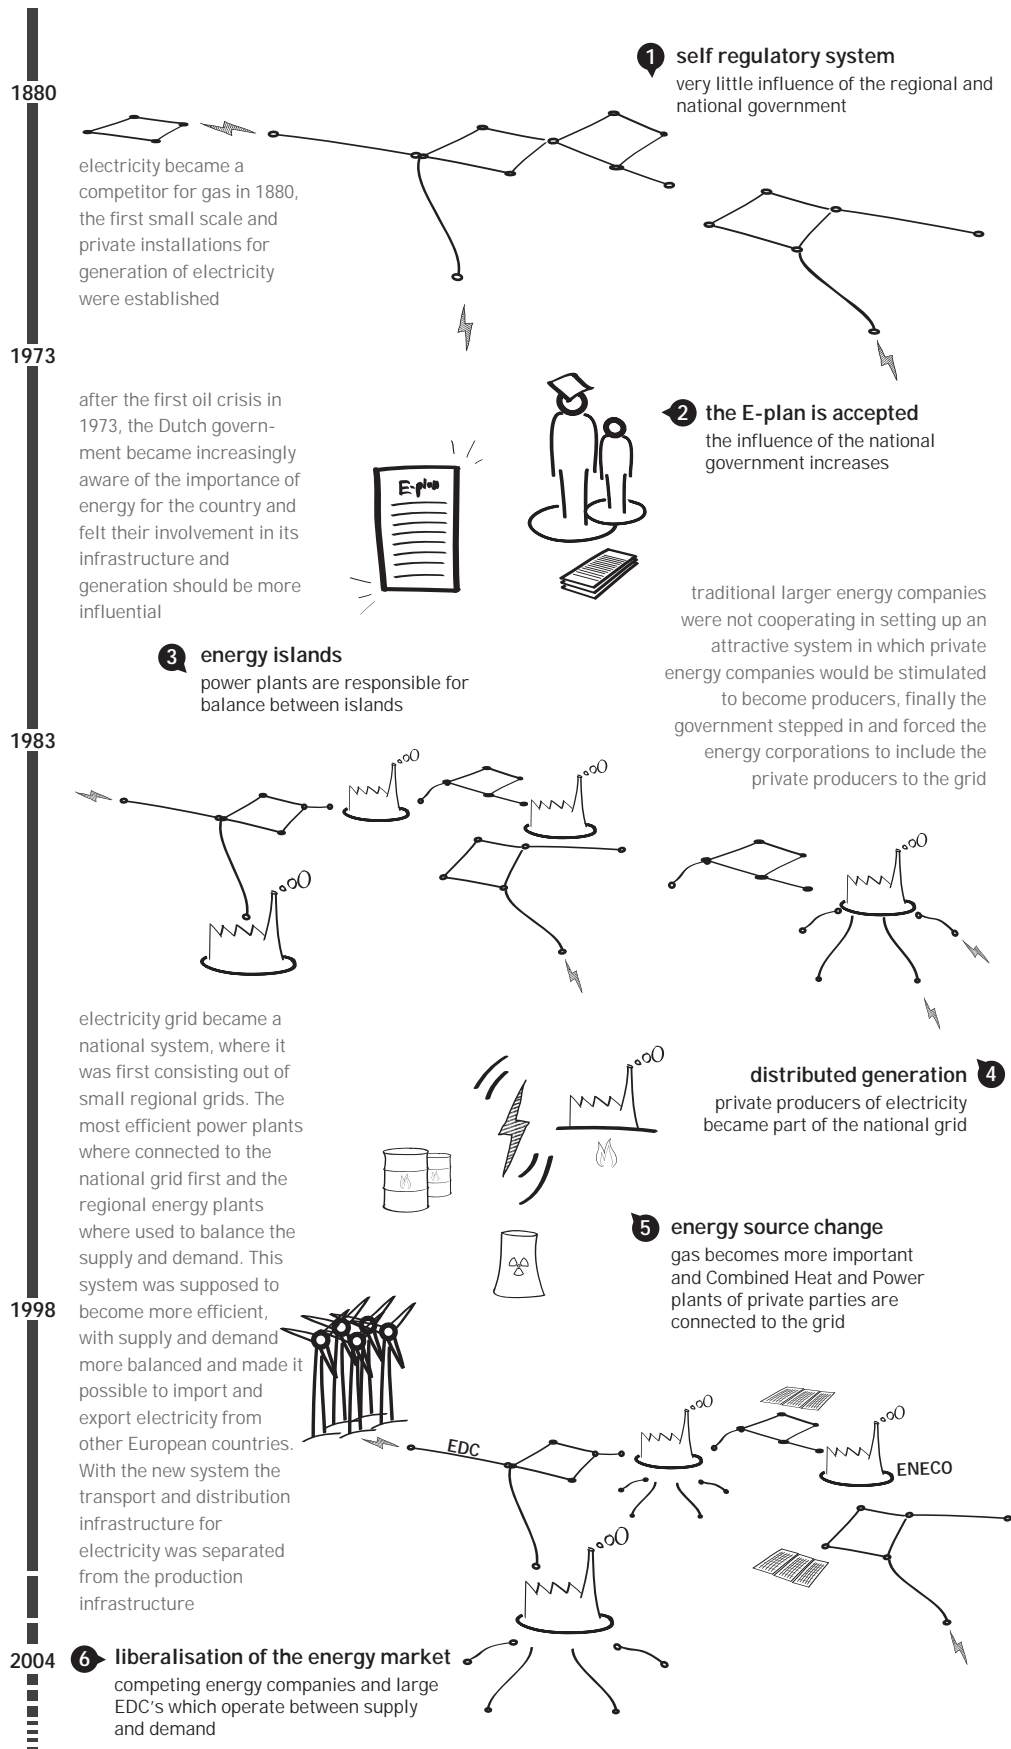 1
self regulatory system
very little influence of the regional and
national government
1880
electricity became a
competitor for gas in 1880,
the first small scale and
private installations for
generation of electricity
were established
1973
after the first oil crisis in
1973, the Dutch govern-
ment became increasingly
aware of the importance of
energy for the country and
felt their involvement in its
infrastructure and
generation should be more
influential
E-plan
2
the E-plan is accepted
the influence of the national
government increases
traditional larger energy companies
were not cooperating in setting up an
attractive system in which private
energy companies would be stimulated
to become producers, finally the
government stepped in and forced the
energy corporations to include the
private producers to the grid
3
energy islands
power plants are responsible for
balance between islands
1983
electricity grid became a
national system, where it
was first consisting out of
small regional grids. The
most efficient power plants
where connected to the
national grid first and the
regional energy plants
where used to balance the
supply and demand. This
system was supposed to
become more efficient,
with supply and demand
more balanced and made it
possible to import and
export electricity from
other European countries.
With the new system the
transport and distribution
infrastructure for
electricity was separated
from the production
infrastructure
distributed generation
4
private producers of electricity
became part of the national grid
5
energy source change
gas becomes more important
and Combined Heat and Power
plants of private parties are
connected to the grid
1998
EDC
ENECO
2004
6
liberalisation of the energy market
competing energy companies and large
EDC's which operate between supply
and demand